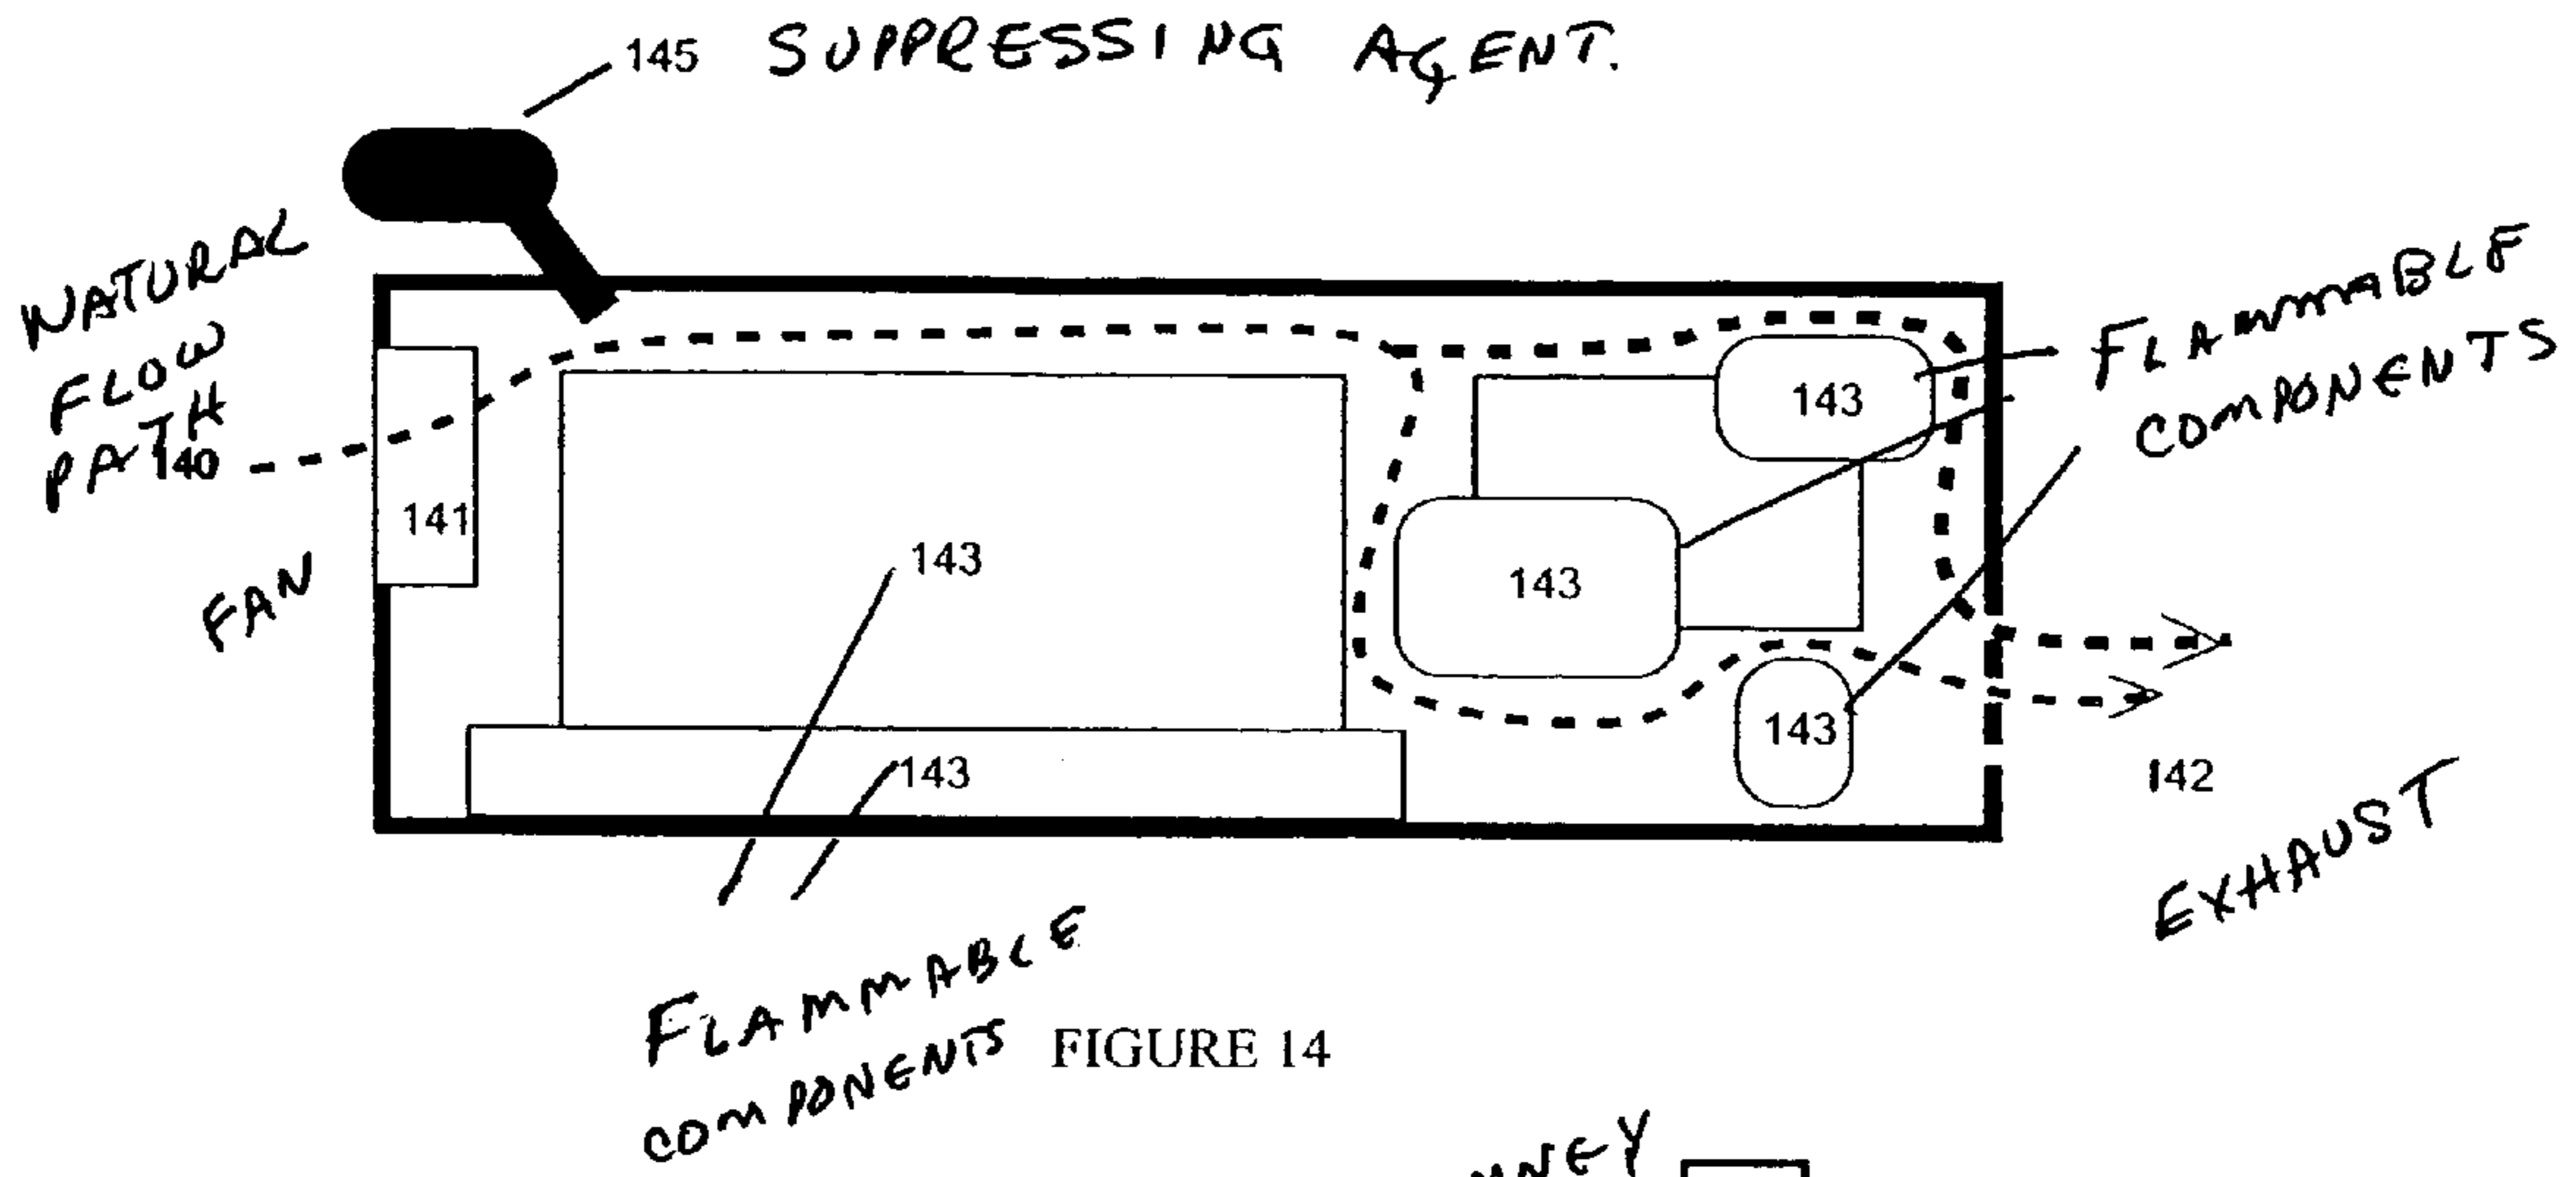 145 SUPPRESSING AGENT.
NATURAL
FLOW
PATH
140
141
FAN
143
143
143
143
143
FLAMMABLE
COMPONENTS
142
EXHAUST
FLAMMABLE
COMPONENTS
FIGURE 14